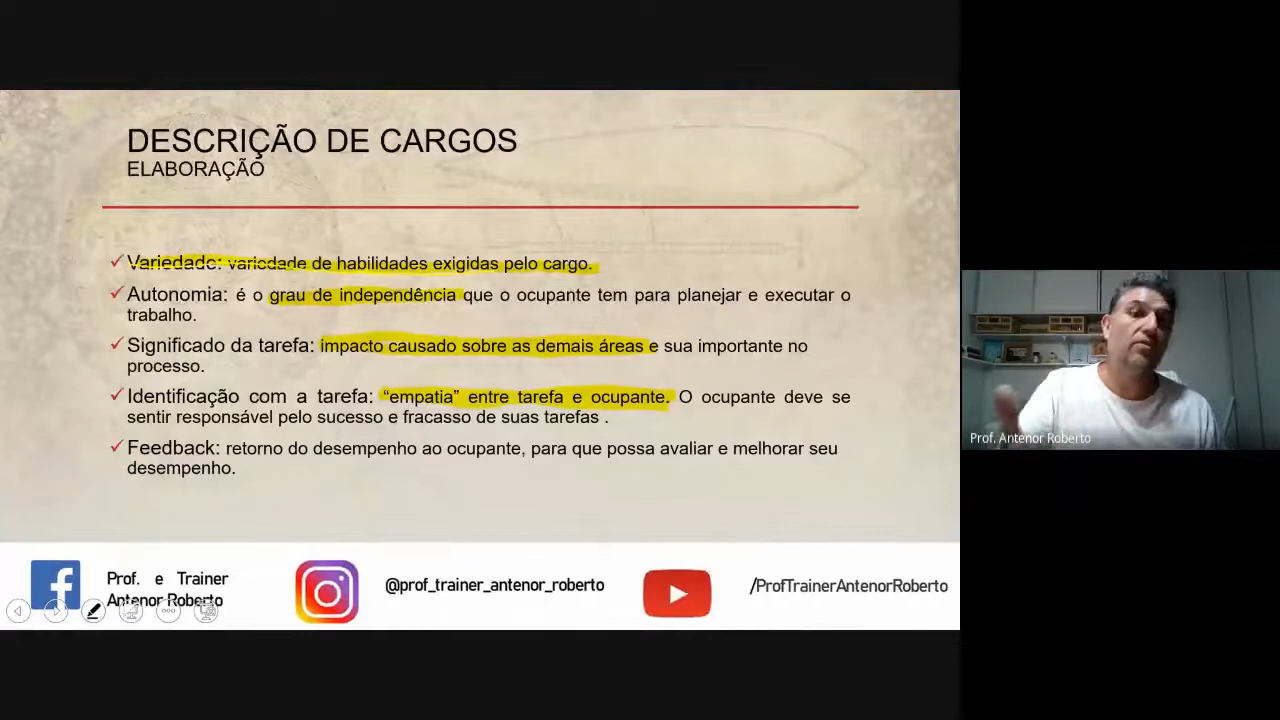 DESCRIÇÃO DE CARGOS
ELABORAÇÃO
Variedade: variedade de habilidades exigidas pelo cargo.
Autonomia: é o grau de independência que o ocupante tem para planejar e executar o
trabalho.
Significado da tarefa: impacto causado sobre as demais áreas e sua importante no
processo.
Identificação com a tarefa: “empatia” entre tarefa e ocupante. O ocupante deve se
sentir responsável pelo sucesso e fracasso de suas tarefas .
Feedback: retorno do desempenho ao ocupante, para que possa avaliar e melhorar seu
desempenho.
Prof. e Trainer
Antenor Roberto
@prof_trainer_antenor_roberto
/ProfTrainerAntenorRoberto
Prof. Antenor Roberto